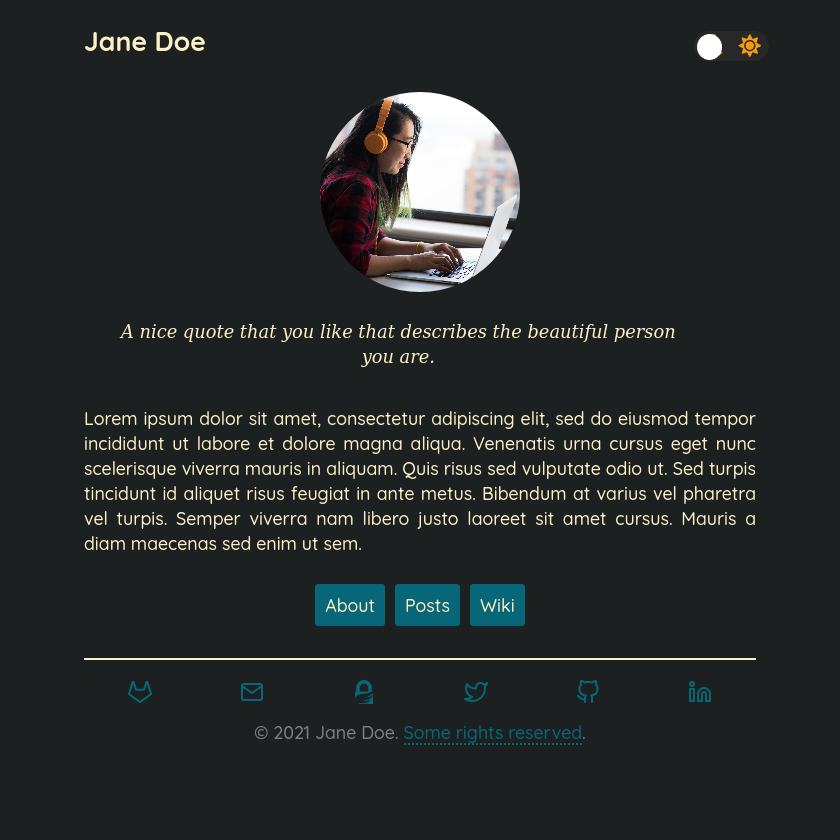 Jane Doe
A nice quote that you like that describes the beautiful person
you are.
Lorem ipsum dolor sit amet, consectetur adipiscing elit, sed do eiusmod tempor
incididunt ut labore et dolore magna aliqua. Venenatis urna cursus eget nunc
scelerisque viverra mauris in aliquam. Quis risus sed vulputate odio ut. Sed turpis
tincidunt id aliquet risus feugiat in ante metus. Bibendum at varius vel pharetra
vel turpis. Semper viverra nam libero justo laoreet sit amet cursus. Mauris a
diam maecenas sed enim ut sem.
About Posts Wiki
© 2021 Jane Doe. Some rights reserved.